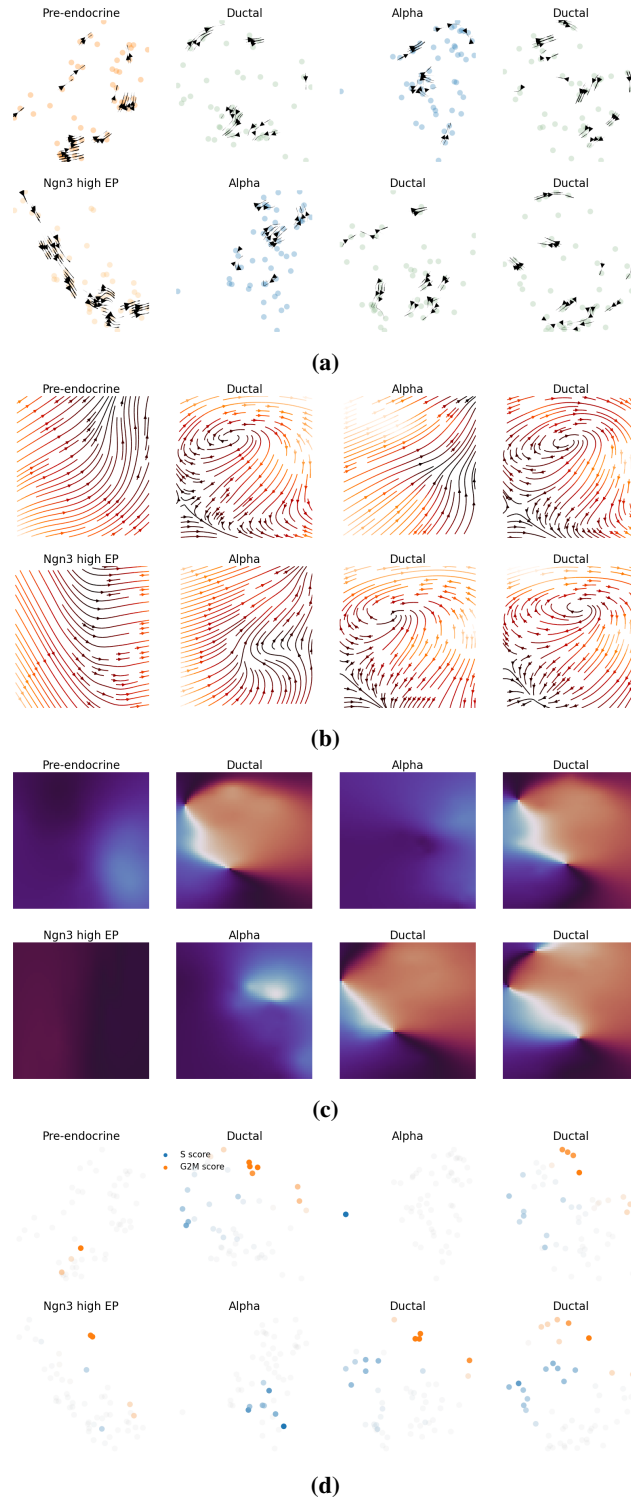 Pre-endocrine Ductal Alpha Ductal
Ngn3 high EP Alpha Ductal Ductal
(a)
Pre-endocrine Ductal Alpha Ductal
Ngn3 high EP Alpha Ductal Ductal
(b)
Pre-endocrine Ductal Alpha Ductal
Ngn3 high EP Alpha Ductal Ductal
(c)
Pre-endocrine Ductal Alpha Ductal
S score
G2M score
Ngn3 high EP Alpha Ductal Ductal
(d)